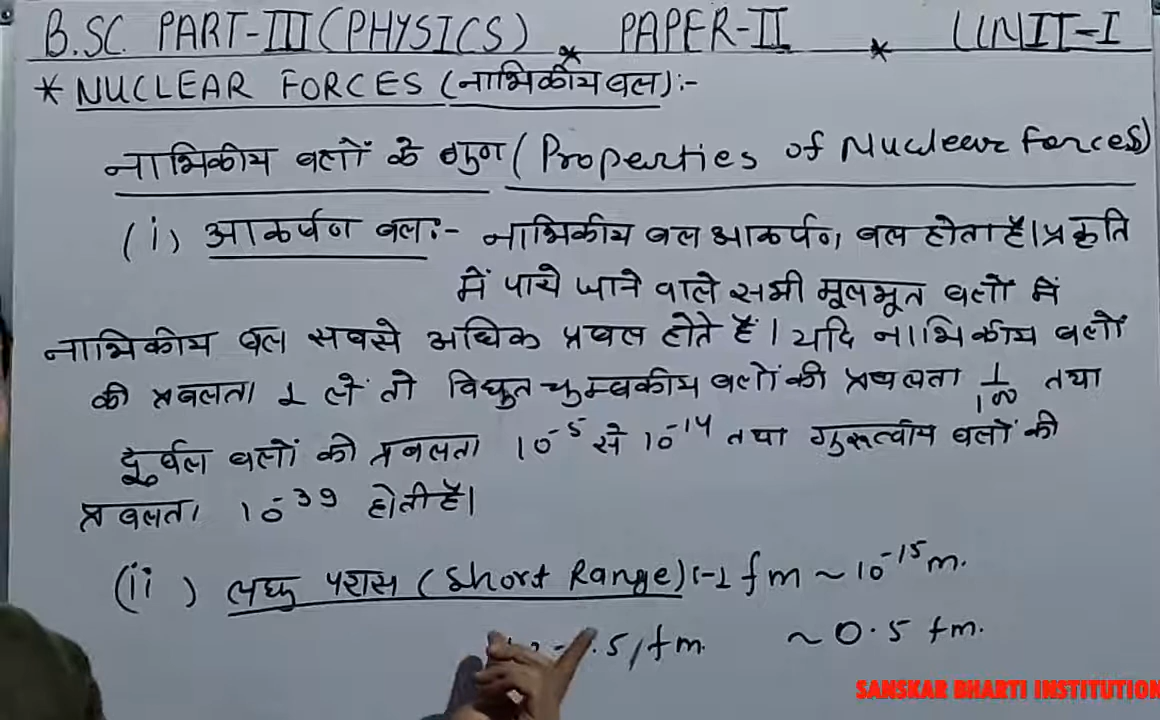 B.SC. PART-III (PHYSICS) * PAPER-II * UNIT-I
* NUCLEAR FORCES (नाभिकीय बल) :-
नाभिकीय बलों के गुण (Properties of Nuclear Forces)
(i) आकर्षण बल :- नाभिकीय बल आकर्षण बल होता है। प्रकृति
में पाये जाने वाले सभी मूलभूत बलों में
नाभिकीय बल सबसे अधिक प्रबल होते हैं। यदि नाभिकीय बलों
की प्रबलता 1 लें तो विद्युत चुम्बकीय बलों की प्रबलता 1/100 तथा
दुर्बल बलों की प्रबलता 10⁻⁵ से 10⁻¹⁴ तथा गुरुत्वीय बलों की
प्रबलता 10⁻³⁹ होती है।
(ii) लघु परास (Short Range) :-1 fm ~ 10⁻¹⁵ m.
.5 fm. ~ 0.5 fm.
SANSKAR BHARTI INSTITUTION